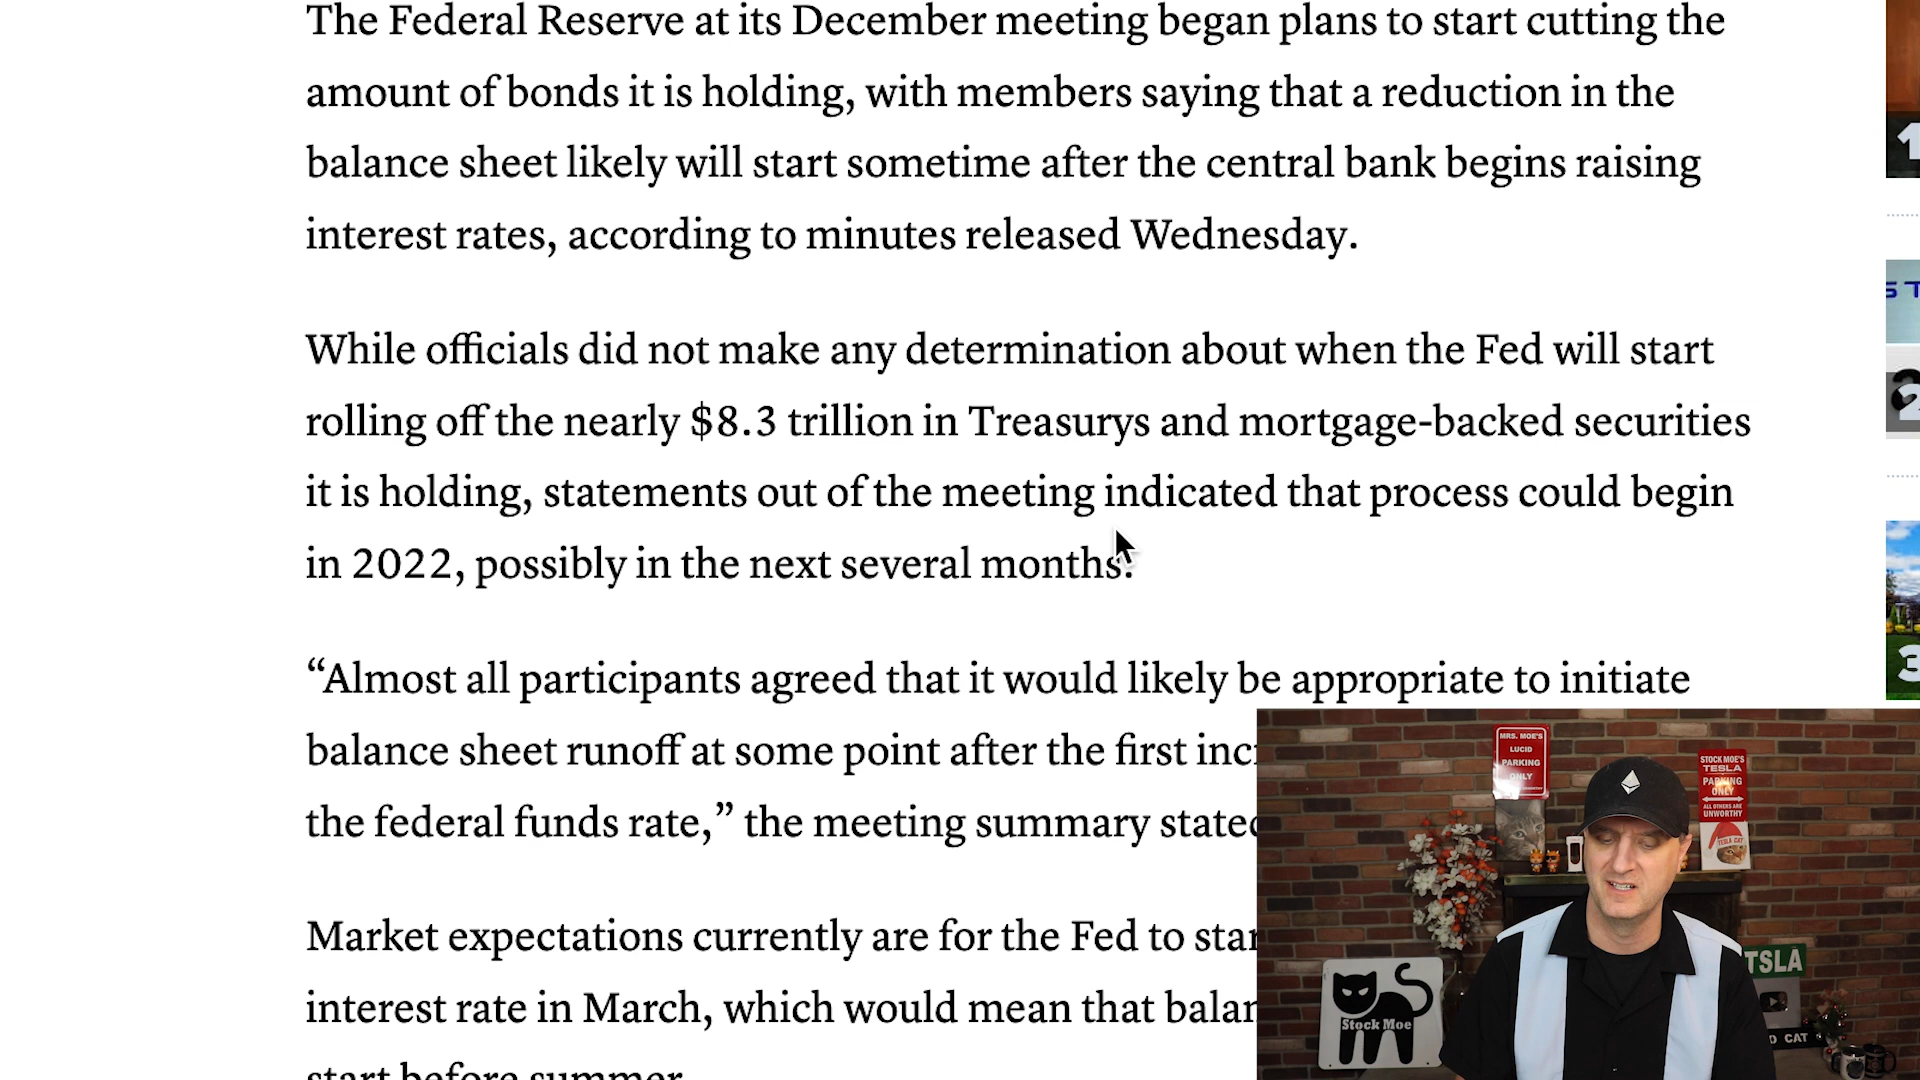 The Federal Reserve at its December meeting began plans to start cutting the
amount of bonds it is holding, with members saying that a reduction in the
balance sheet likely will start sometime after the central bank begins raising
interest rates, according to minutes released Wednesday.
While officials did not make any determination about when the Fed will start
rolling off the nearly $8.3 trillion in Treasurys and mortgage-backed securities
it is holding, statements out of the meeting indicated that process could begin
in 2022, possibly in the next several months.
“Almost all participants agreed that it would likely be appropriate to initiate
balance sheet runoff at some point after the first
the federal funds rate,” the meeting summary stated
Market expectations currently are for the Fed to
interest rate in March, which would mean that
start before summer
1
S T
2
3
MRS. MOE'S
LUCID
PARKING
ONLY
STOCK MOE'S
TESLA
PARKING
ONLY
ALL OTHERS ARE
UNWORTHY
TESLA CAT
TSLA
Stock Moe
CAT